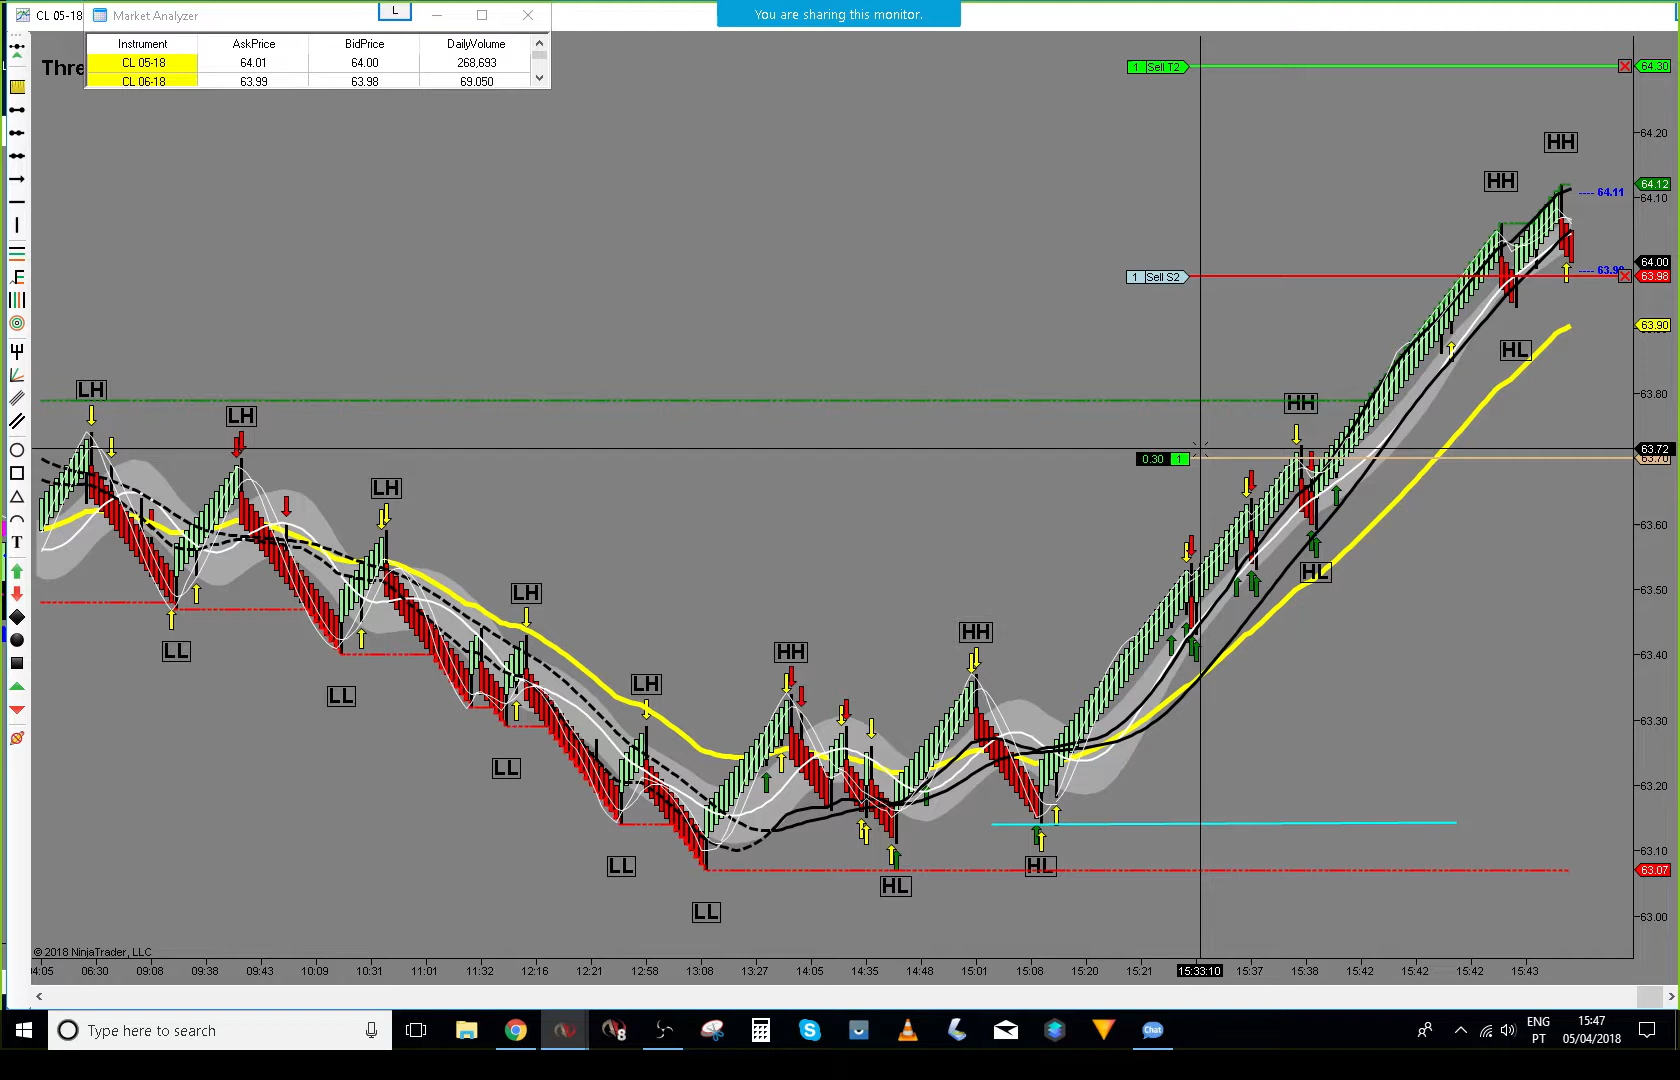 CL 05-18
Market Analyzer
L
You are sharing this monitor.
Instrument AskPrice BidPrice DailyVolume
CL 05-18 64.01 64.00 268,693
CL 06-18 63.99 63.98 69.050
Thre
1 Sell T2
64.30
64.20
HH
HH
64.12
64.11
64.10
64.00
1 Sell S2
63.98
63.90
HL
LH
LH
HH
63.80
63.72
0.30 1
63.70
LH
63.60
HL
LH
63.50
LL
HH
HH
63.40
LL
LH
63.30
LL
63.20
63.10
LL
HL
HL
63.07
LL
63.00
© 2018 NinjaTrader, LLC
06:30 09:08 09:38 09:43 10:09 10:31 11:01 11:32 12:16 12:21 12:58 13:08 13:27 14:05 14:35 14:48 15:01 15:08 15:20 15:21 15:33:10 15:37 15:38 15:42 15:42 15:42 15:43
T
E
Type here to search
8
Chat
ENG
PT
15:47
05/04/2018